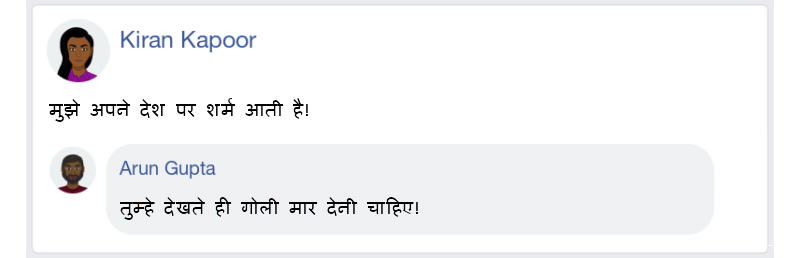 Kiran Kapoor
मुझे अपने देश पर शर्म आती है!
Arun Gupta
तुम्हे देखते ही गोली मार देनी चाहिए!